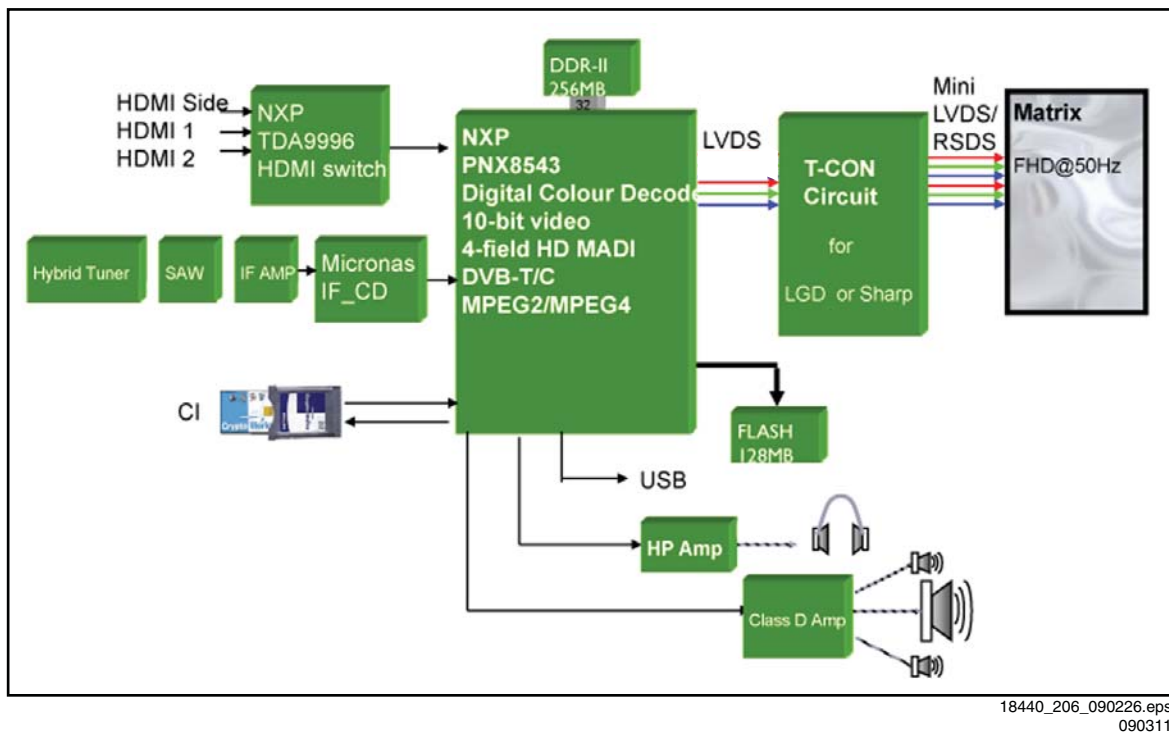 DDR-II
256MB
32
HDMI Side
HDMI 1
HDMI 2
NXP
TDA9996
HDMI switch
NXP
PNX8543
Digital Colour Decode
10-bit video
4-field HD MADI
DVB-T/C
MPEG2/MPEG4
LVDS
T-CON
Circuit
for
LGD or Sharp
Mini
LVDS/
RSDS
Matrix
FHD@50Hz
Hybrid Tuner
SAW
IF AMP
Micronas
IF_CD
CI
FLASH
128MB
USB
HP Amp
Class D Amp
18440_206_090226.eps
090311